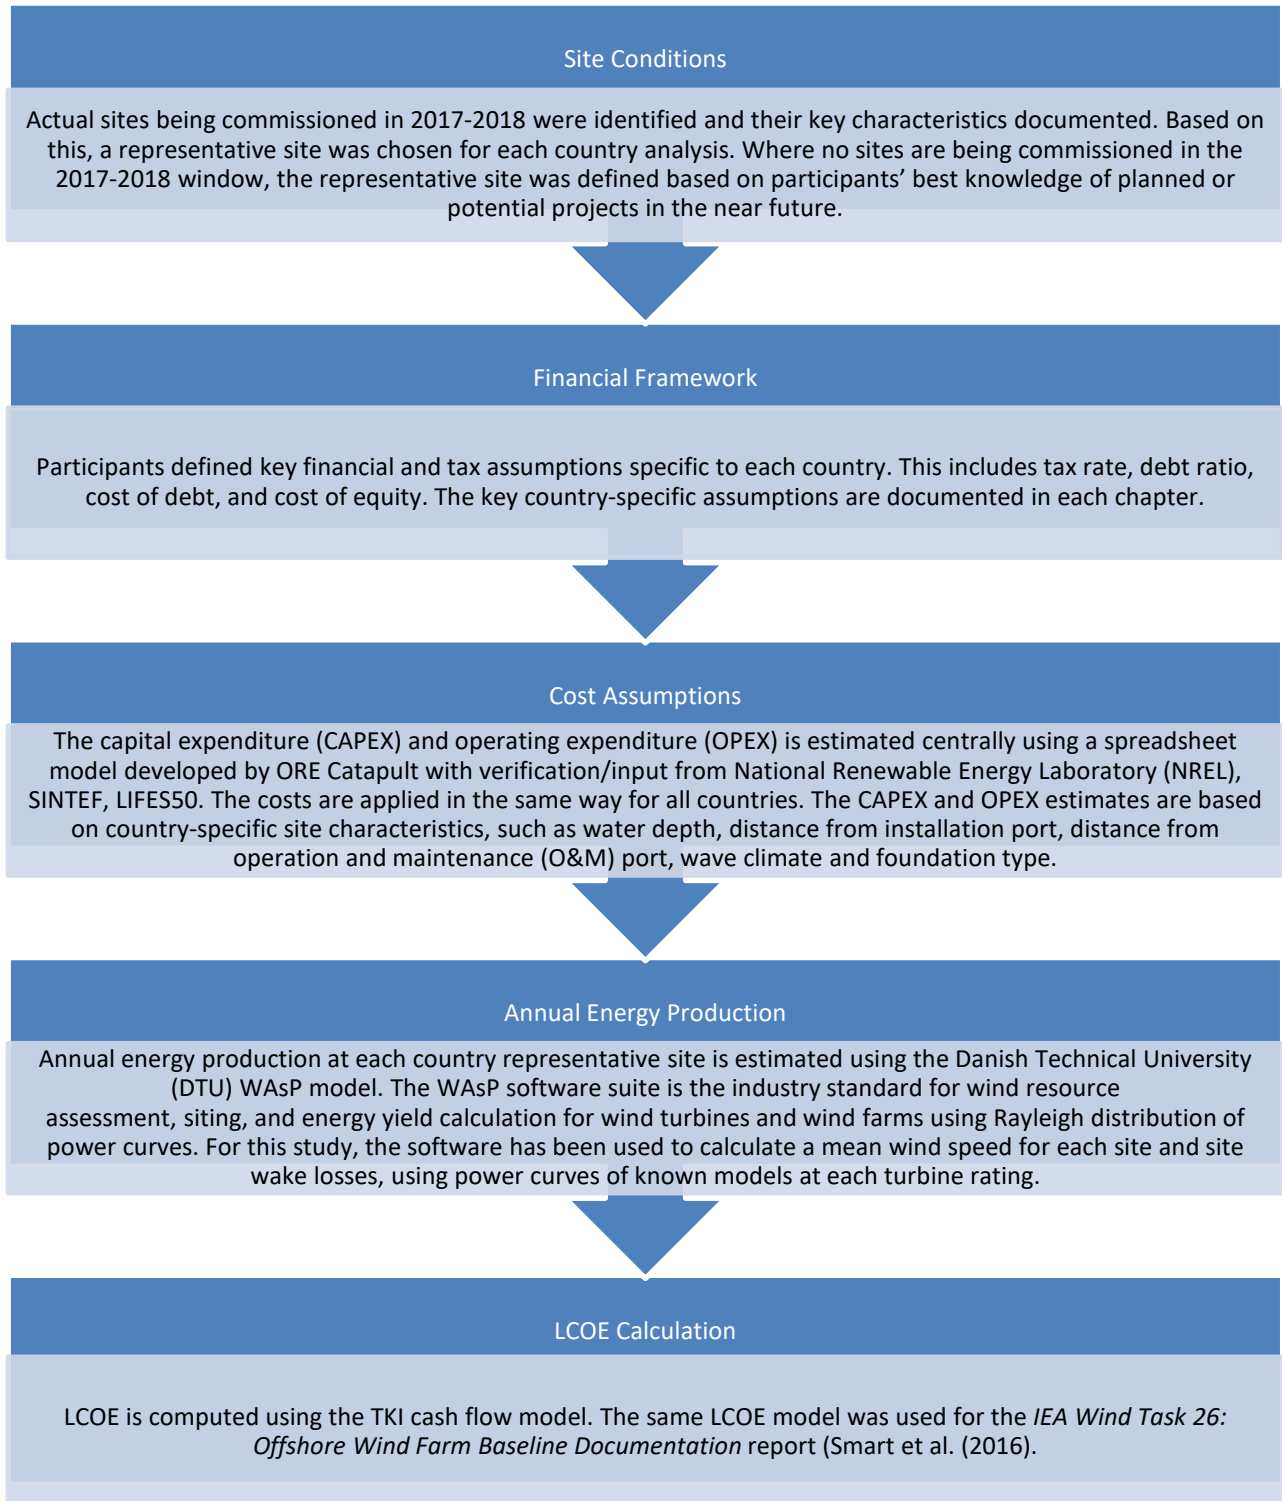 Site Conditions
Actual sites being commissioned in 2017-2018 were identified and their key characteristics documented. Based on
this, a representative site was chosen for each country analysis. Where no sites are being commissioned in the
2017-2018 window, the representative site was defined based on participants’ best knowledge of planned or
potential projects in the near future.
Financial Framework
Participants defined key financial and tax assumptions specific to each country. This includes tax rate, debt ratio,
cost of debt, and cost of equity. The key country-specific assumptions are documented in each chapter.
Cost Assumptions
The capital expenditure (CAPEX) and operating expenditure (OPEX) is estimated centrally using a spreadsheet
model developed by ORE Catapult with verification/input from National Renewable Energy Laboratory (NREL),
SINTEF, LIFES50. The costs are applied in the same way for all countries. The CAPEX and OPEX estimates are based
on country-specific site characteristics, such as water depth, distance from installation port, distance from
operation and maintenance (O&M) port, wave climate and foundation type.
Annual Energy Production
Annual energy production at each country representative site is estimated using the Danish Technical University
(DTU) WAsP model. The WAsP software suite is the industry standard for wind resource
assessment, siting, and energy yield calculation for wind turbines and wind farms using Rayleigh distribution of
power curves. For this study, the software has been used to calculate a mean wind speed for each site and site
wake losses, using power curves of known models at each turbine rating.
LCOE Calculation
LCOE is computed using the TKI cash flow model. The same LCOE model was used for the IEA Wind Task 26:
Offshore Wind Farm Baseline Documentation report (Smart et al. (2016).